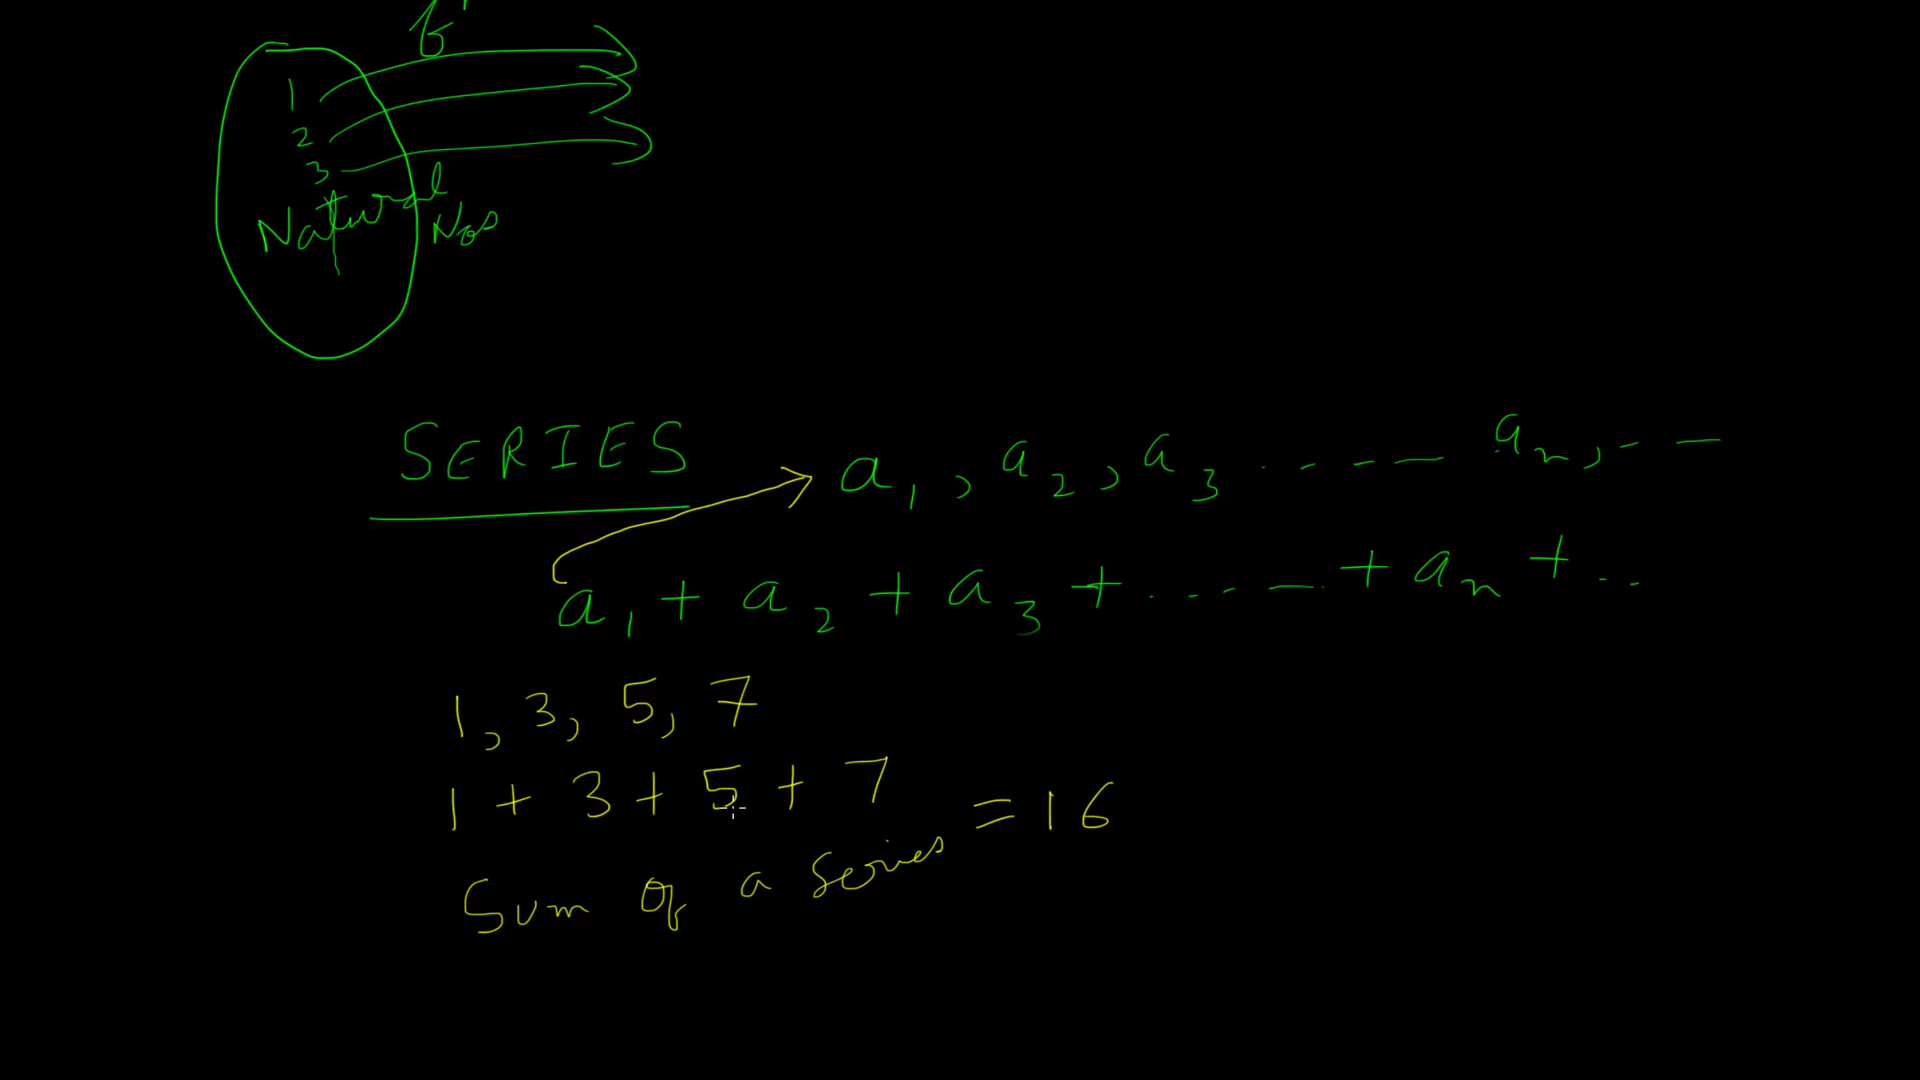 1
2
3
Natural Nos
SERIES
a₁, a₂, a₃ ..... aₙ, ...
a₁ + a₂ + a₃ + ..... + aₙ + ..
1, 3, 5, 7
1 + 3 + 5 + 7 = 16
Sum of a series